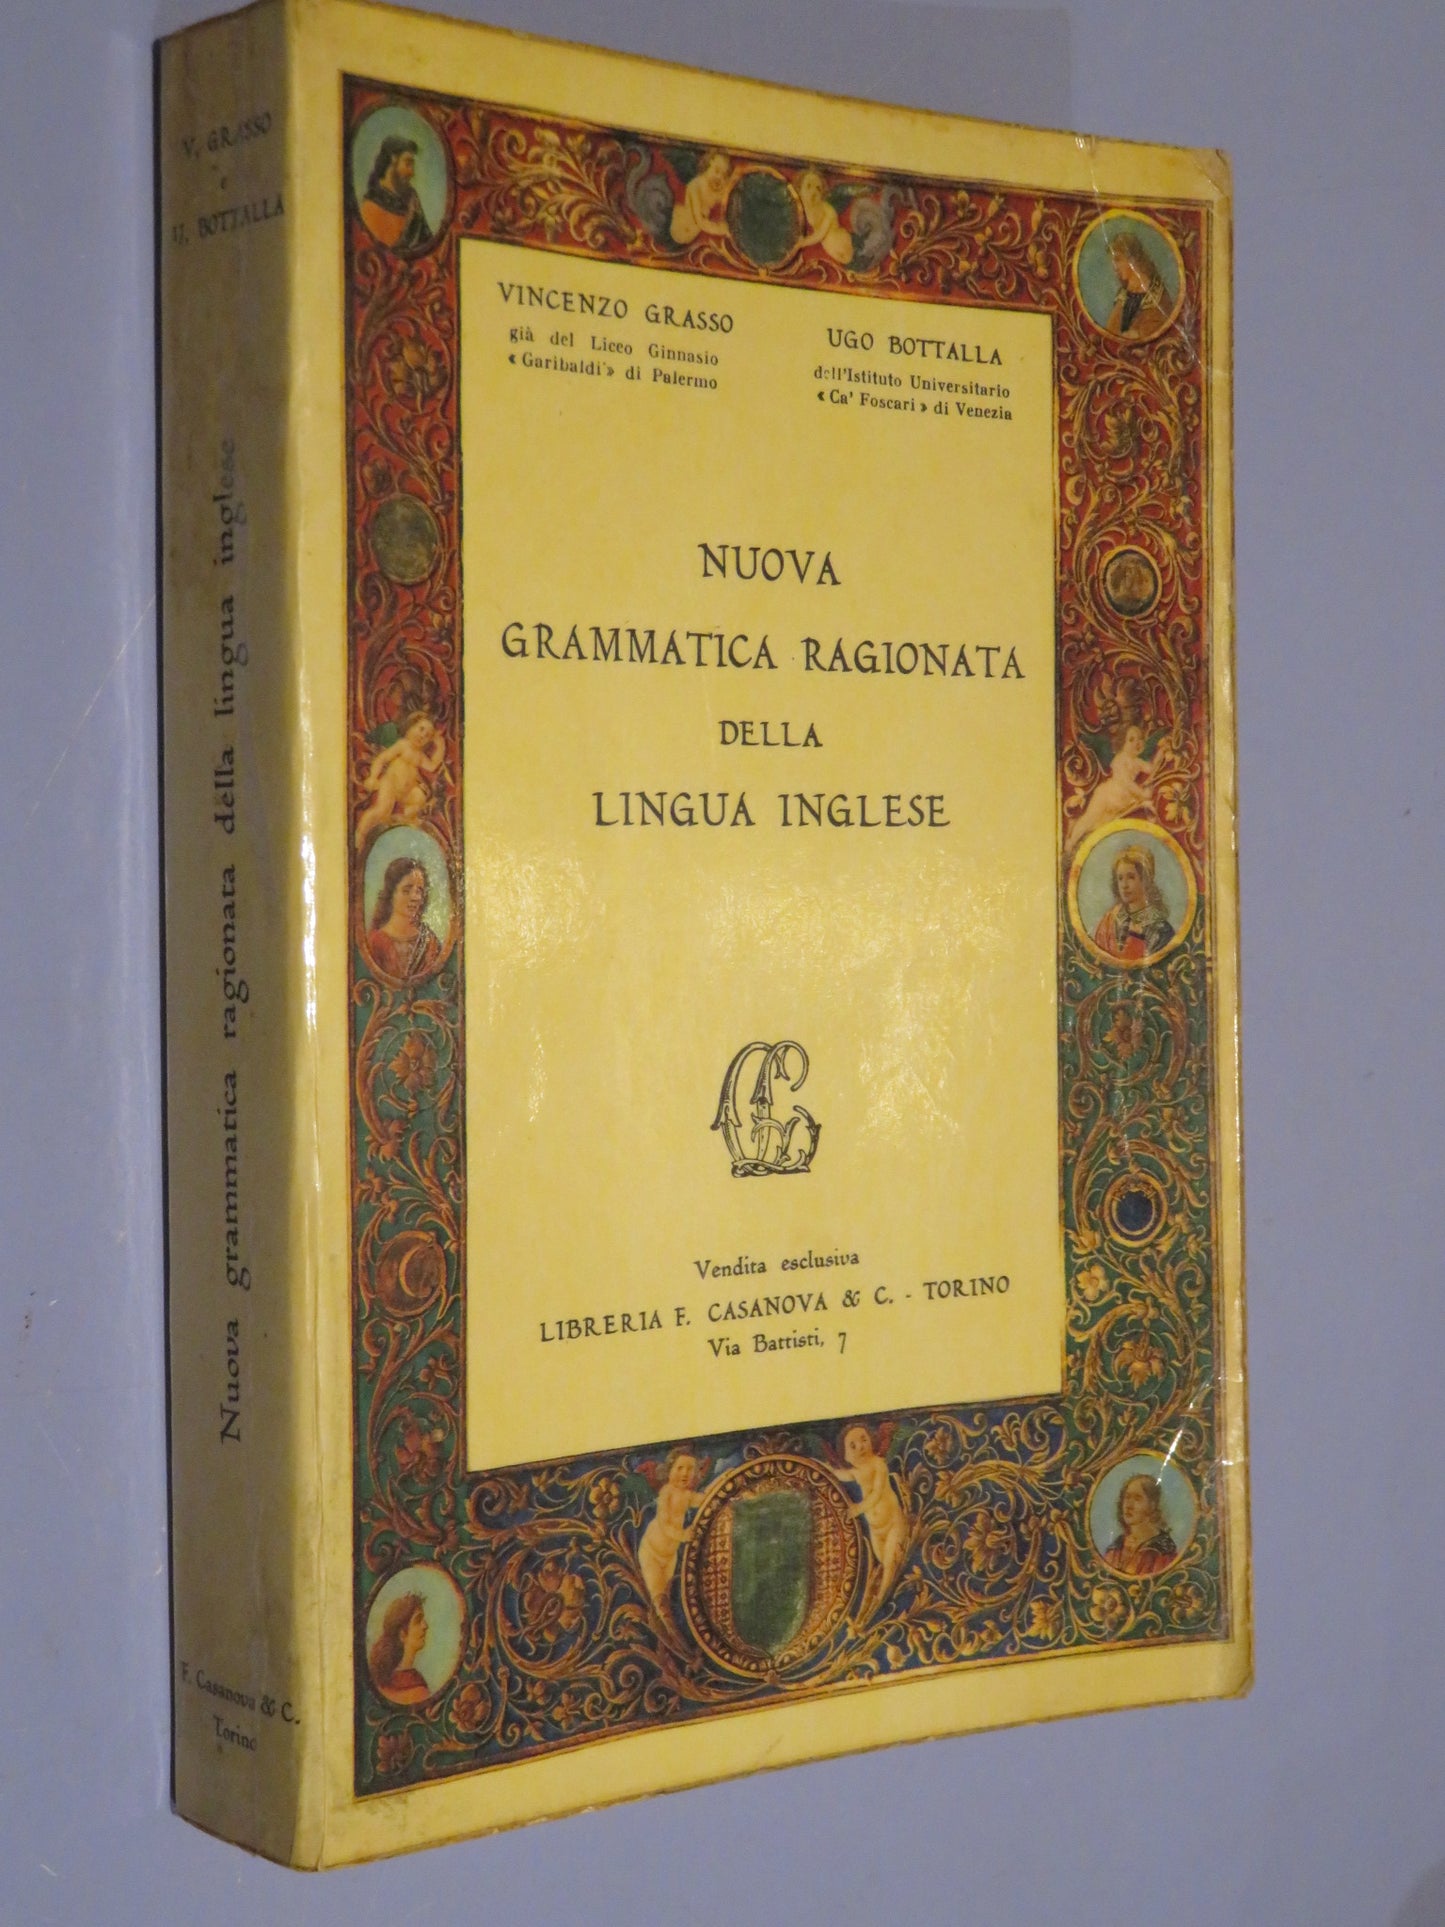 V. GRASSO
e
U. BOTTALLA
Nuova grammatica ragionata della lingua inglese
F. Casanova & C.
Torino
VINCENZO GRASSO
già del Liceo Ginnasio
«Garibaldi» di Palermo
UGO BOTTALLA
dell'Istituto Universitario
«Ca' Foscari» di Venezia
NUOVA
GRAMMATICA RAGIONATA
DELLA
LINGUA INGLESE
Vendita esclusiva
LIBRERIA F. CASANOVA & C. - TORINO
Via Battisti, 7